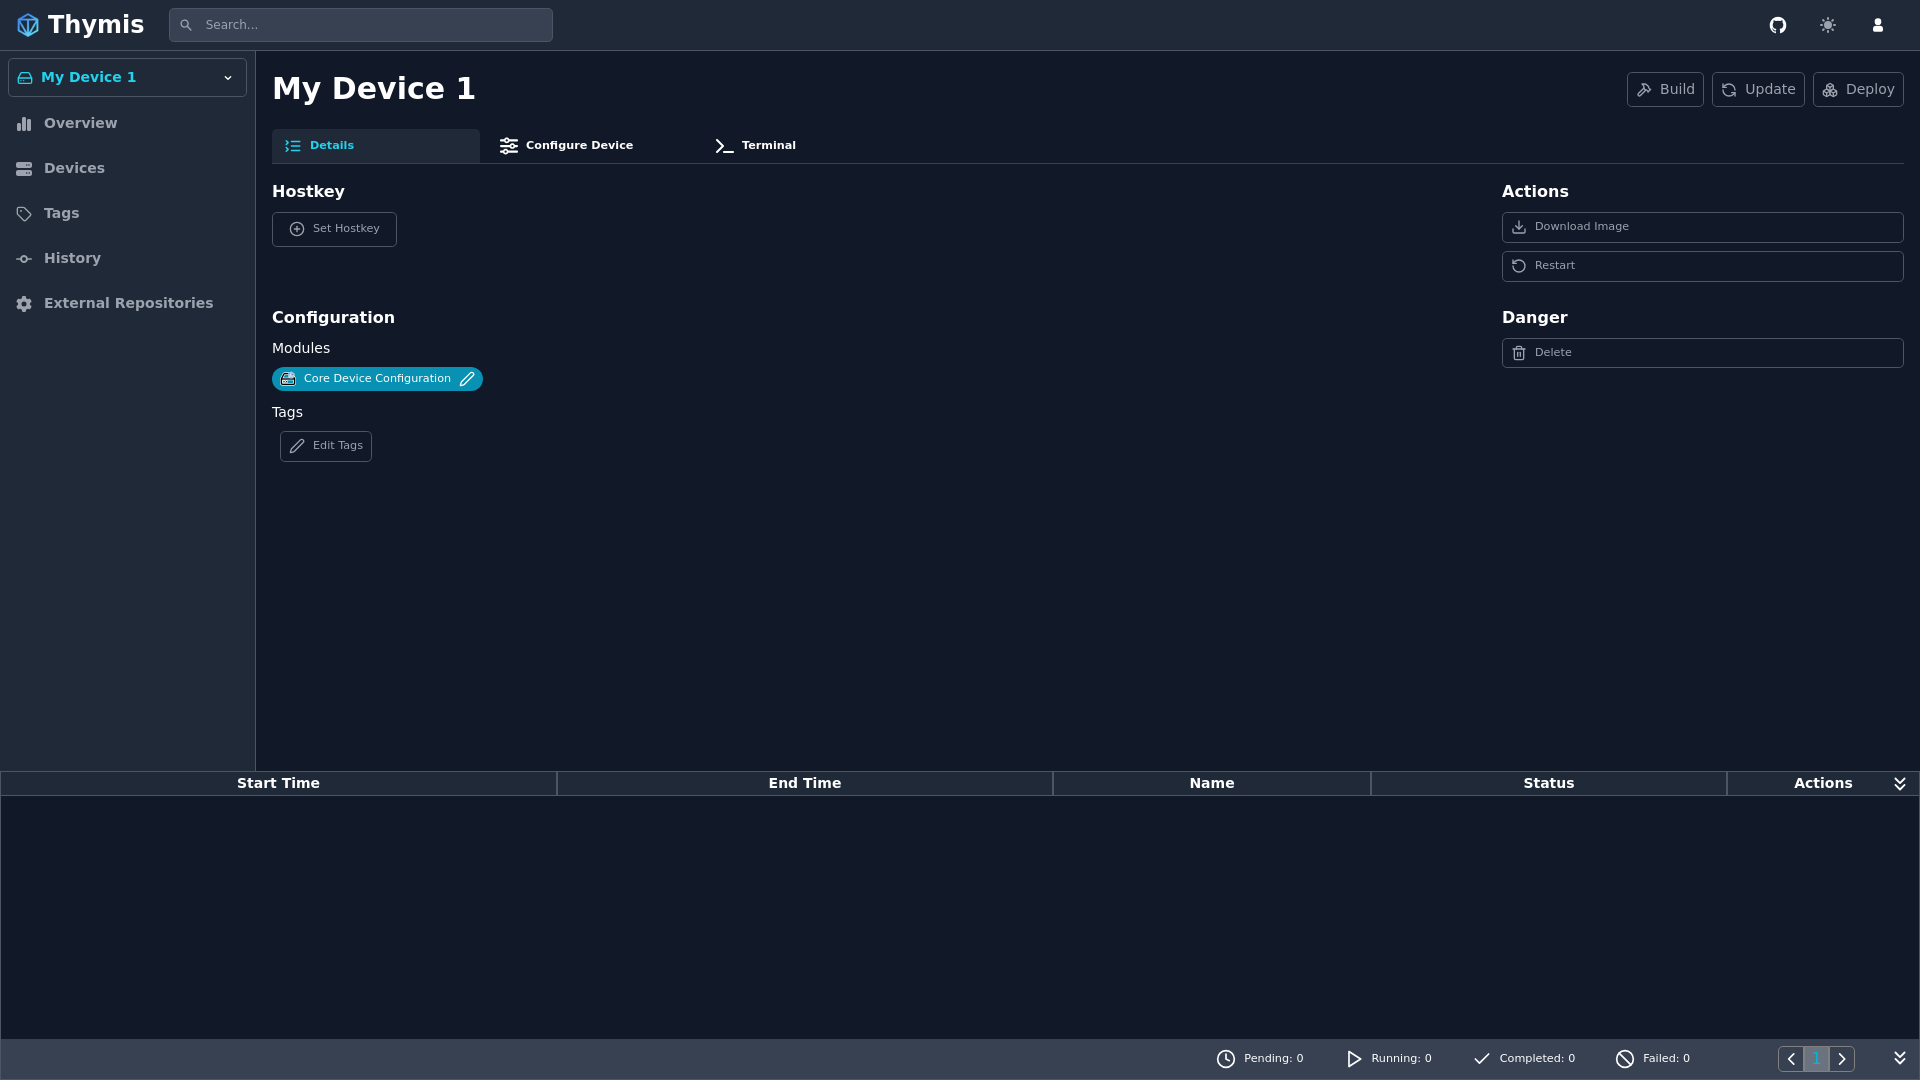 Thymis
Search...
My Device 1
Overview
Devices
Tags
History
External Repositories
My Device 1
Build
Update
Deploy
Details
Configure Device
Terminal
Hostkey
Set Hostkey
Configuration
Modules
Core Device Configuration
Tags
Edit Tags
Actions
Download Image
Restart
Danger
Delete
Start Time
End Time
Name
Status
Actions
Pending: 0
Running: 0
Completed: 0
Failed: 0
1